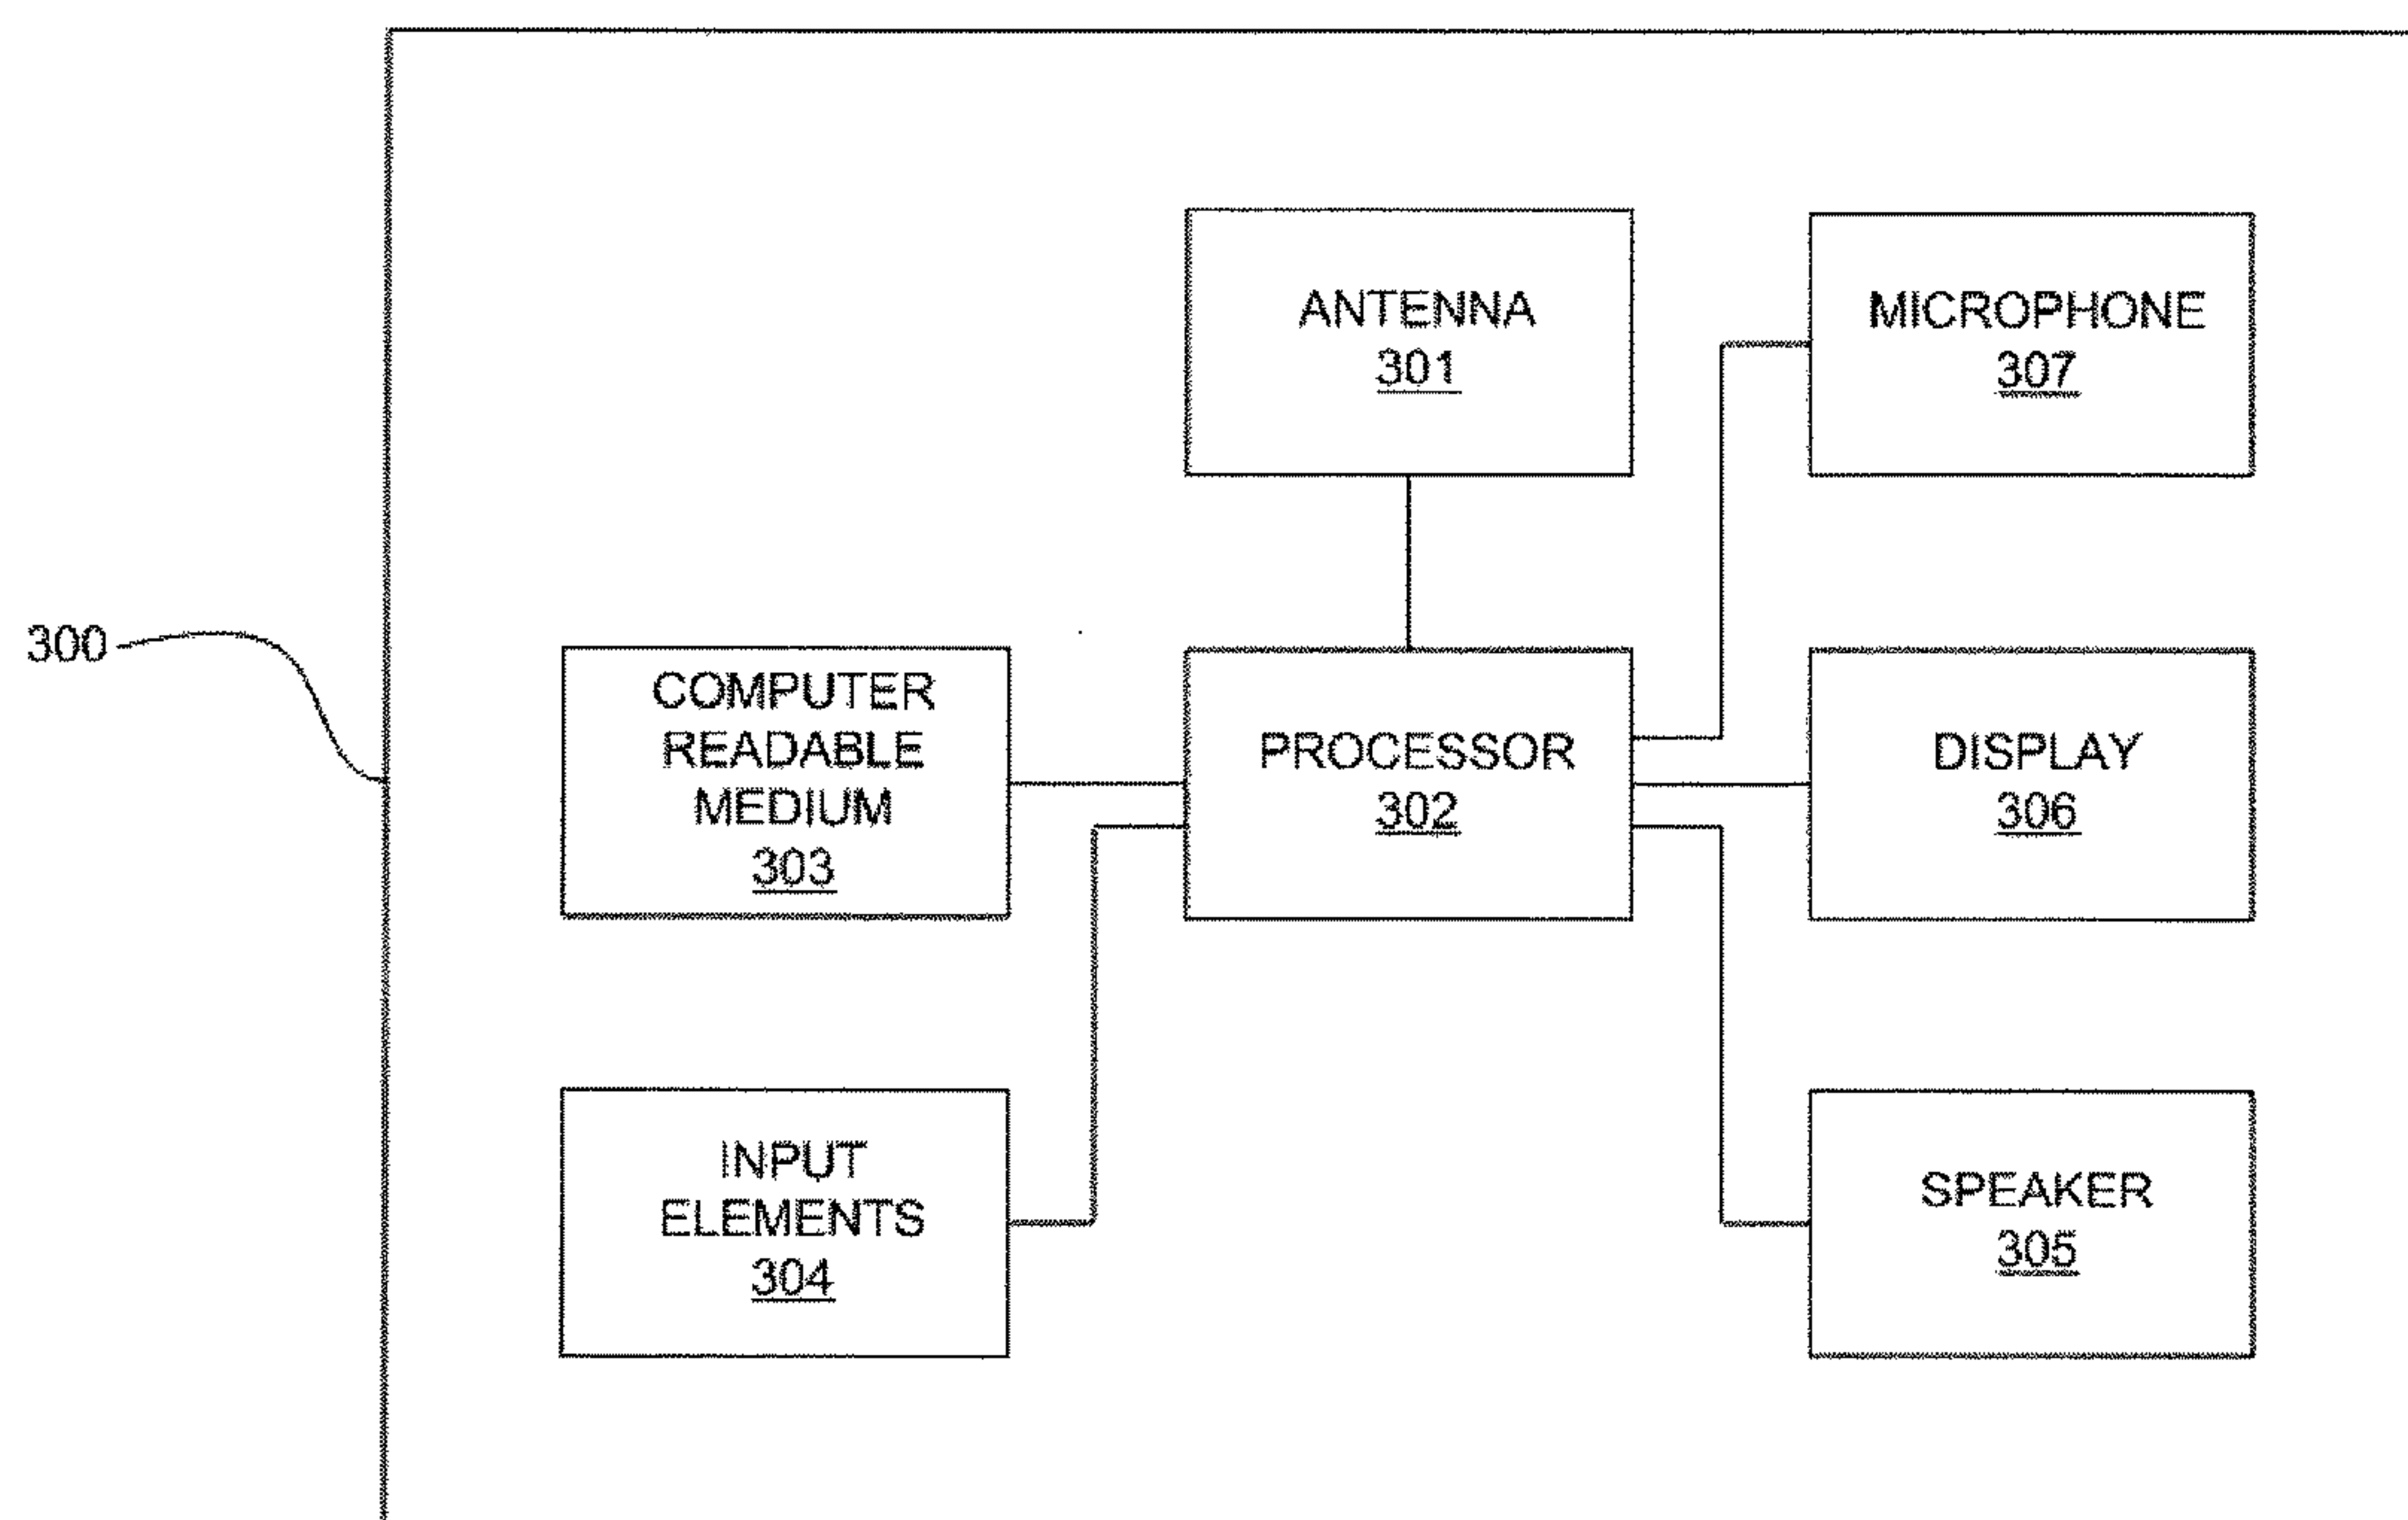 ANTENNA
301
MICROPHONE
307
300
COMPUTER
READABLE
MEDIUM
303
PROCESSOR
302
DISPLAY
306
INPUT
ELEMENTS
304
SPEAKER
305